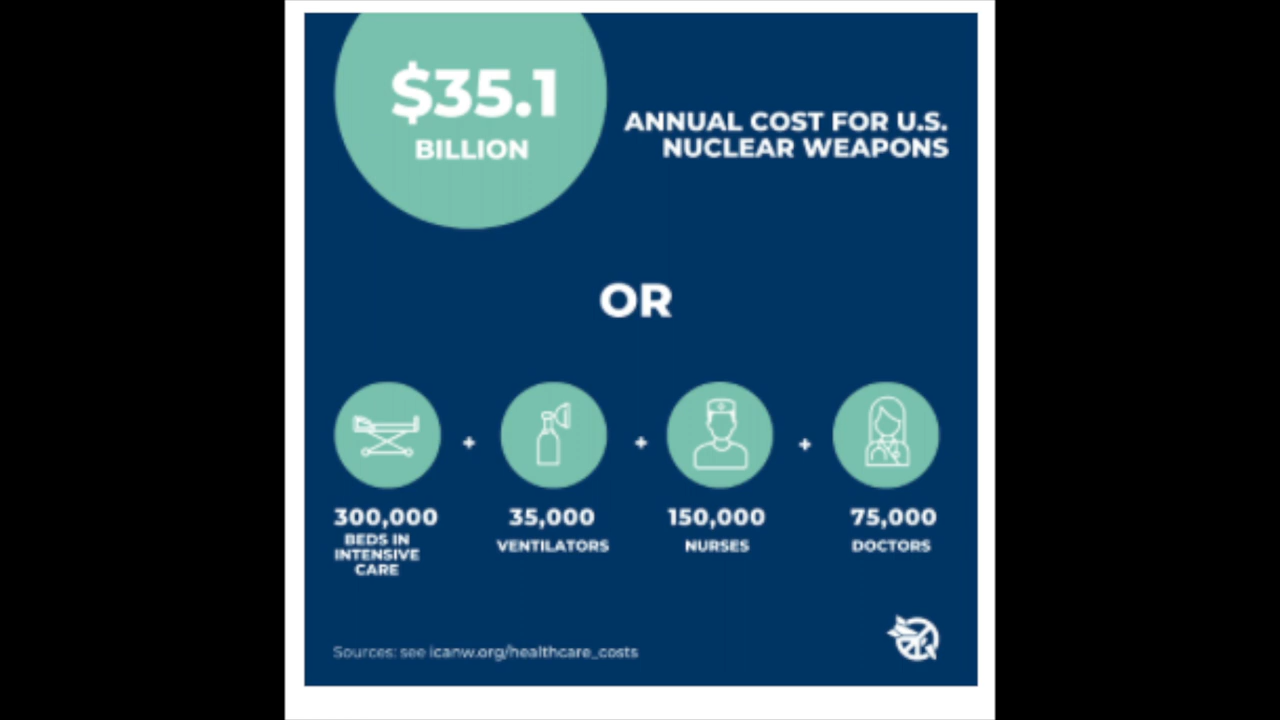 $35.1
BILLION
ANNUAL COST FOR U.S.
NUCLEAR WEAPONS
OR
+ + +
300,000
BEDS IN
INTENSIVE
CARE
35,000
VENTILATORS
150,000
NURSES
75,000
DOCTORS
Sources: see icanw.org/healthcare_costs